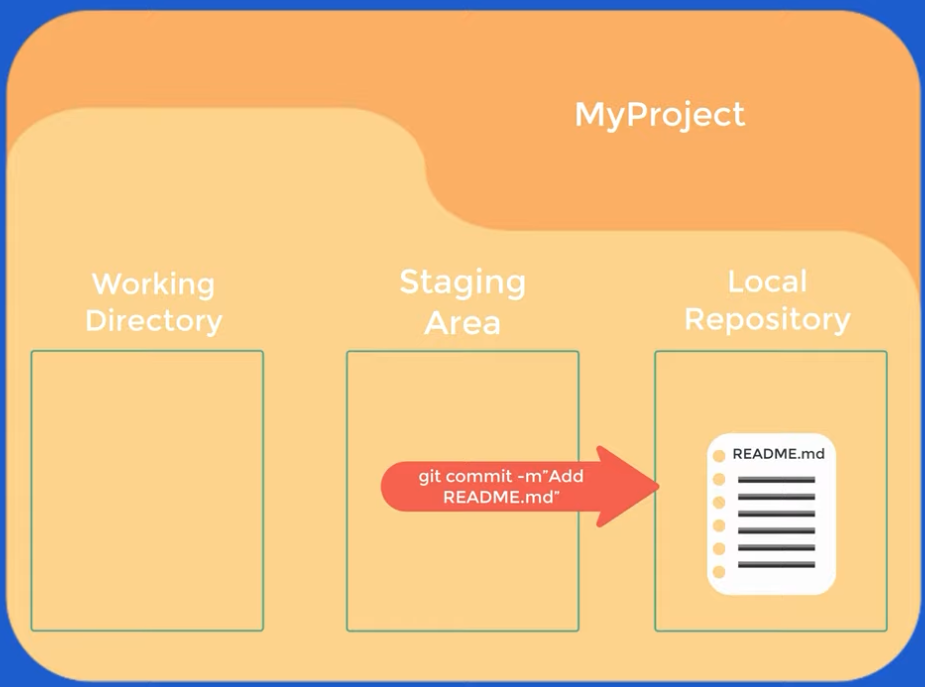 MyProject
Working
Directory
Staging
Area
Local
Repository
git commit -m”Add
README.md”
README.md